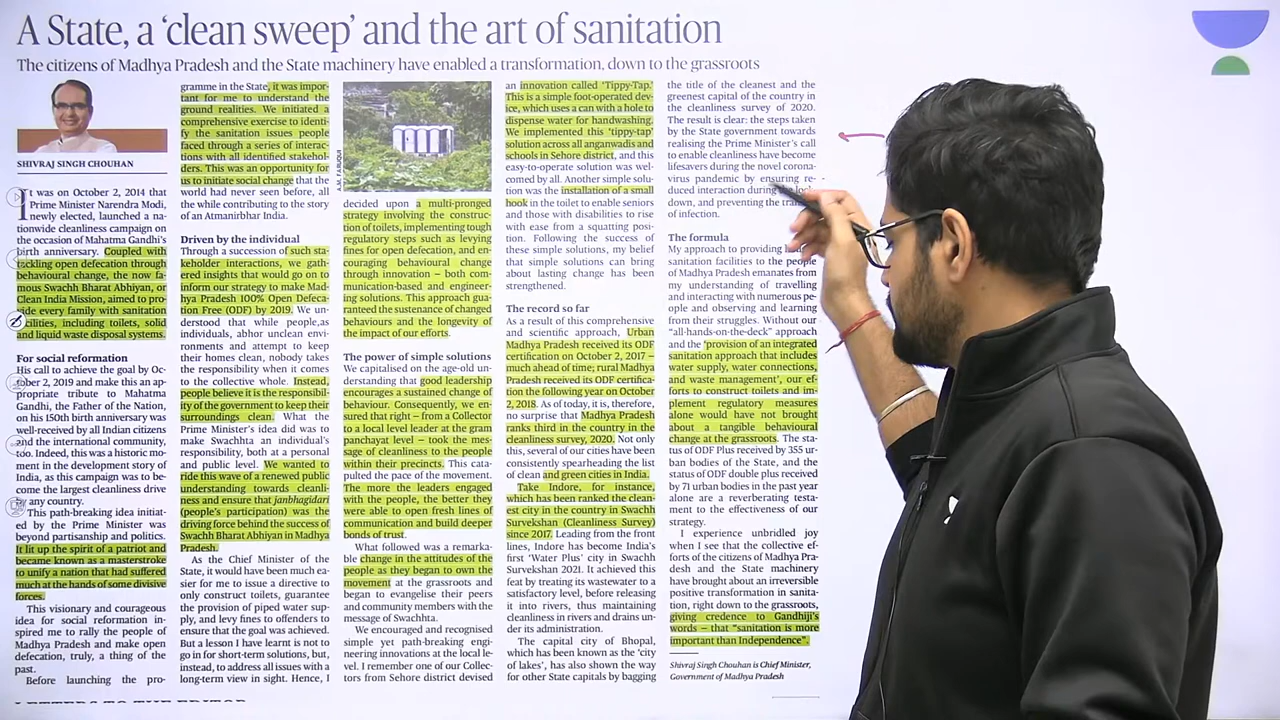 A State, a ‘clean sweep’ and the art of sanitation
The citizens of Madhya Pradesh and the State machinery have enabled a transformation, down to the grassroots
SHIVRAJ SINGH CHOUHAN
It was on October 2, 2014 that
Prime Minister Narendra Modi,
newly elected, launched a na-
tionwide cleanliness campaign on
the occasion of Mahatma Gandhi's
birth anniversary. Coupled with
tackling open defecation through
behavioural change, the now fa-
mous Swachh Bharat Abhiyan, or
Clean India Mission, aimed to pro-
vide every family with sanitation
facilities, including toilets, solid
and liquid waste disposal systems.
For social reformation
His call to achieve the goal by Oc-
tober 2, 2019 and make this an ap-
propriate tribute to Mahatma
Gandhi, the Father of the Nation,
on his 150th birth anniversary was
well-received by all Indian citizens
and the international community,
too. Indeed, this was a historic mo-
ment in the development story of
India, as this campaign was to be-
come the largest cleanliness drive
by any country.
This path-breaking idea initiat-
ed by the Prime Minister was
beyond partisanship and politics.
It lit up the spirit of a patriot and
became known as a masterstroke
to unify a nation that had suffered
much at the hands of some divisive
forces.
This visionary and courageous
idea for social reformation in-
spired me to rally the people of
Madhya Pradesh and make open
defecation, truly, a thing of the
past.
Before launching the pro-
gramme in the State, it was impor-
tant for me to understand the
ground realities. We initiated a
comprehensive exercise to identi-
fy the sanitation issues people
faced through a series of interac-
tions with all identified stakehol-
ders. This was an opportunity for
us to initiate social change that the
world had never seen before, all
the while contributing to the story
of an Atmanirbhar India.
Driven by the individual
Through a succession of such sta-
keholder interactions, we gath-
ered insights that would go on to
inform our strategy to make Mad-
hya Pradesh 100% Open Defeca-
tion Free (ODF) by 2019. We un-
derstood that while people,as
individuals, abhor unclean envi-
ronments and attempt to keep
their homes clean, nobody takes
the responsibility when it comes
to the collective whole. Instead,
people believe it is the responsibil-
ity of the government to keep their
surroundings clean. What the
Prime Minister's idea did was to
make Swachhta an individual's
responsibility, both at a personal
and public level. We wanted to
ride this wave of a renewed public
understanding towards cleanli-
ness and ensure that janbhagidari
(people's participation) was the
driving force behind the success of
Swachh Bharat Abhiyan in Madhya
Pradesh.
As the Chief Minister of the
State, it would have been much ea-
sier for me to issue a directive to
only construct toilets, guarantee
the provision of piped water sup-
ply, and levy fines to offenders to
ensure that the goal was achieved.
But a lesson I have learnt is not to
go in for short-term solutions, but,
instead, to address all issues with a
long-term view in sight. Hence, I
A.M. FARUQUI
decided upon a multi-pronged
strategy involving the construc-
tion of toilets, implementing tough
regulatory steps such as levying
fines for open defecation, and en-
couraging behavioural change
through innovation – both com-
munication-based and engineer-
ing solutions. This approach gua-
ranteed the sustenance of changed
behaviours and the longevity of
the impact of our efforts.
The power of simple solutions
We capitalised on the age-old un-
derstanding that good leadership
encourages a sustained change of
behaviour. Consequently, we en-
sured that right – from a Collector
to a local level leader at the gram
panchayat level – took the mes-
sage of cleanliness to the people
within their precincts. This cata-
pulted the pace of the movement.
The more the leaders engaged
with the people, the better they
were able to open fresh lines of
communication and build deeper
bonds of trust.
What followed was a remarka-
ble change in the attitudes of the
people as they began to own the
movement at the grassroots and
began to evangelise their peers
and community members with the
message of Swachhta.
We encouraged and recognised
simple yet path-breaking engi-
neering innovations at the local le-
vel. I remember one of our Collec-
tors from Sehore district devised
an innovation called 'Tippy-Tap.'
This is a simple foot-operated dev-
ice, which uses a can with a hole to
dispense water for handwashing.
We implemented this 'tippy-tap'
solution across all anganwadis and
schools in Sehore district, and this
easy-to-operate solution was wel-
comed by all. Another simple solu-
tion was the installation of a small
hook in the toilet to enable seniors
and those with disabilities to rise
with ease from a squatting posi-
tion. Following the success of
these simple solutions, my belief
that simple solutions can bring
about lasting change has been
strengthened.
The record so far
As a result of this comprehensive
and scientific approach, Urban
Madhya Pradesh received its ODF
certification on October 2, 2017 –
much ahead of time; rural Madhya
Pradesh received its ODF certifica-
tion the following year on October
2, 2018. As of today, it is, therefore,
no surprise that Madhya Pradesh
ranks third in the country in the
cleanliness survey, 2020. Not only
this, several of our cities have been
consistently spearheading the list
of clean and green cities in India.
Take Indore, for instance,
which has been ranked the clean-
est city in the country in Swachh
Survekshan (Cleanliness Survey)
since 2017. Leading from the front
lines, Indore has become India's
first 'Water Plus' city in Swachh
Survekshan 2021. It achieved this
feat by treating its wastewater to a
satisfactory level, before releasing
it into rivers, thus maintaining
cleanliness in rivers and drains un-
der its administration.
The capital city of Bhopal,
which has been known as the 'city
of lakes', has also shown the way
for other State capitals by bagging
the title of the cleanest and the
greenest capital of the country in
the cleanliness survey of 2020.
The result is clear: the steps taken
by the State government towards
realising the Prime Minister's call
to enable cleanliness have become
lifesavers during the novel corona-
virus pandemic by ensuring re-
duced interaction during the
down, and preventing the
of infection.
The formula
My approach to providing
sanitation facilities to the people
of Madhya Pradesh emanates from
my understanding of travelling
and interacting with numerous pe-
ople and observing and learning
from their struggles. Without our
"all-hands-on-the-deck" approach
and the 'provision of an integrated
sanitation approach that includes
water supply, water connections,
and waste management', our ef-
forts to construct toilets and im-
plement regulatory measures
alone would have not brought
about a tangible behavioural
change at the grassroots. The sta-
tus of ODF Plus received by 355 ur-
ban bodies of the State, and the
status of ODF double plus received
by 71 urban bodies in the past year
alone are a reverberating testa-
ment to the effectiveness of our
strategy.
I experience unbridled joy
when I see that the collective ef-
forts of the citizens of Madhya Pra-
desh and the State machinery
have brought about an irreversible
positive transformation in sanita-
tion, right down to the grassroots,
giving credence to Gandhiji's
words – that "sanitation is more
important than Independence".
Shivraj Singh Chouhan is Chief Minister,
Government of Madhya Pradesh
LETTERS TO THE EDITOR